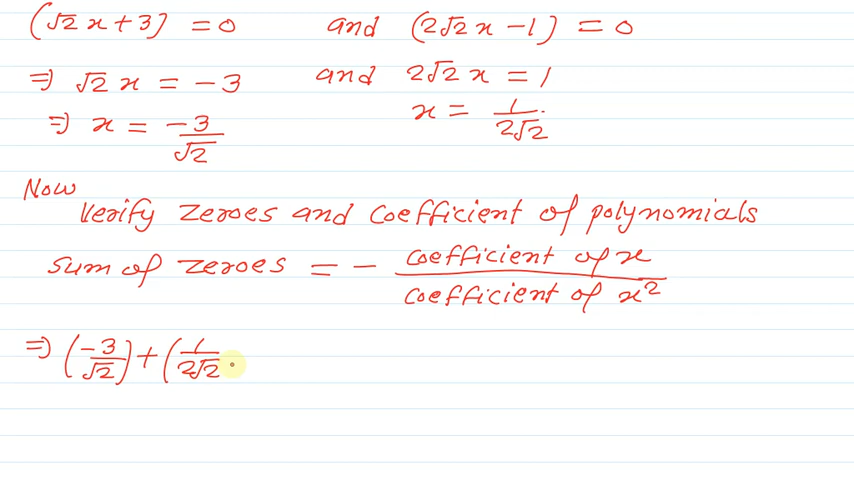 (√2 x + 3) = 0 and (2√2 x - 1) = 0
⇒ √2 x = - 3 and 2√2 x = 1
⇒ x = -3/√2 x = 1/2√2
Now
Verify zeroes and coefficient of polynomials
sum of zeroes = - coefficient of x / coefficient of x²
⇒ (-3/√2) + (1/2√2